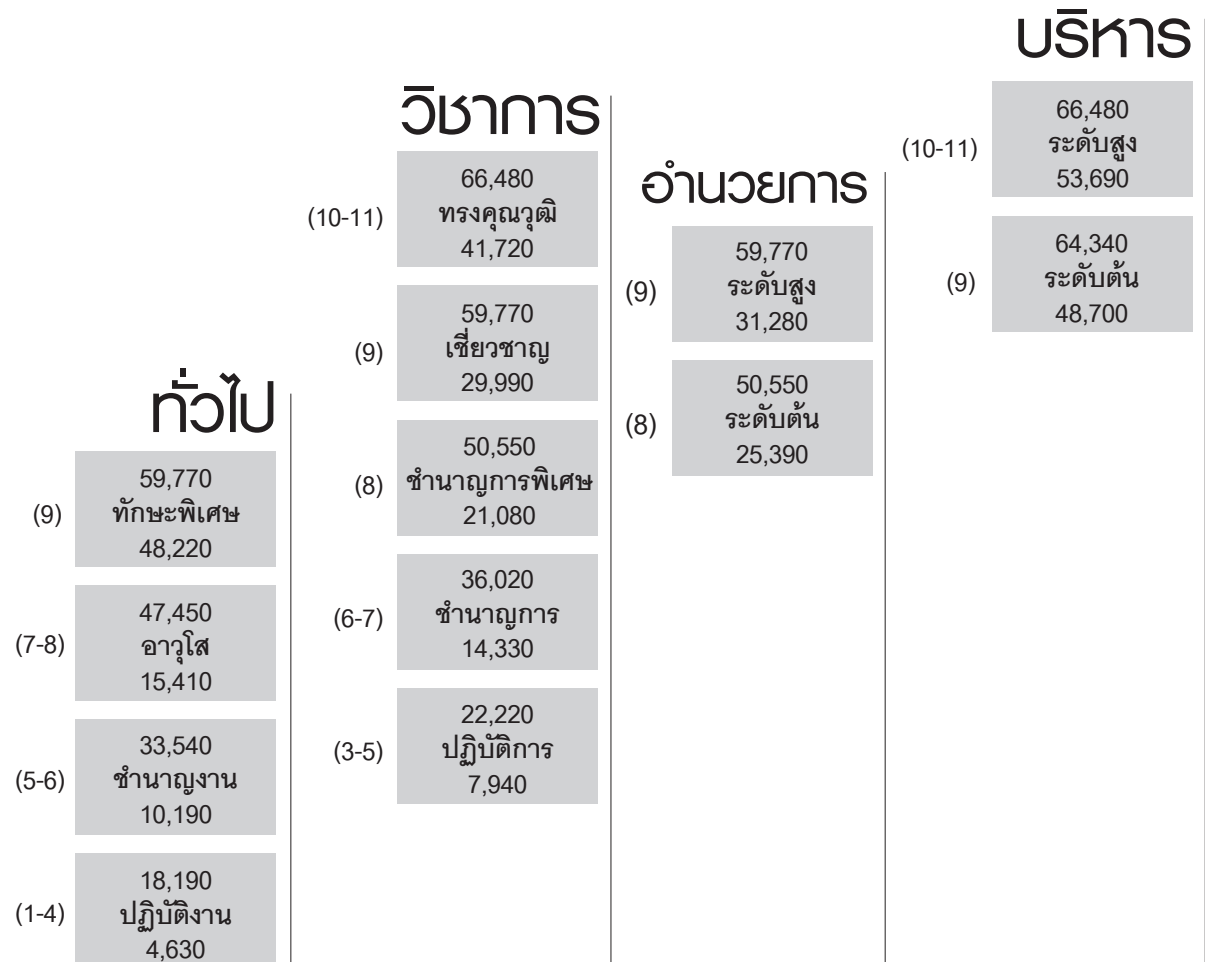 บริหาร
(10-11)
66,480
ระดับสูง
53,690
(9)
64,340
ระดับต้น
48,700
อำนวยการ
(9)
59,770
ระดับสูง
31,280
(8)
50,550
ระดับต้น
25,390
วิชาการ
(10-11)
66,480
ทรงคุณวุฒิ
41,720
(9)
59,770
เชี่ยวชาญ
29,990
(8)
50,550
ชำนาญการพิเศษ
21,080
(6-7)
36,020
ชำนาญการ
14,330
(3-5)
22,220
ปฏิบัติการ
7,940
ทั่วไป
(9)
59,770
ทักษะพิเศษ
48,220
(7-8)
47,450
อาวุโส
15,410
(5-6)
33,540
ชำนาญงาน
10,190
(1-4)
18,190
ปฏิบัติงาน
4,630